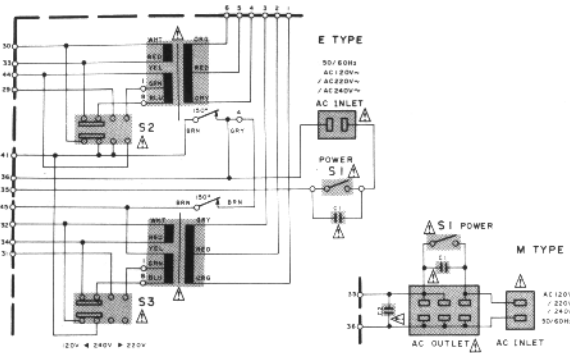 6 5 4 3 2 1
E TYPE
50/60Hz
AC120V~
/AC220V~
/AC240V~
AC INLET
POWER
S1
C1
30
33
44
29
WHT
RED
YEL
GRN
BLU
ORG
RED
GRY
S2
150°
BRN
GRY
41
36
35
45
150°
BRN
BRN
32
34
WHT
RED
YEL
GRN
BLU
GRY
RED
ORG
S3
120V ◄ 240V ► 220V
S1 POWER
C1
M TYPE
35
36
AC OUTLET
AC INLET
AC120V
/220V
/240V
50/60Hz